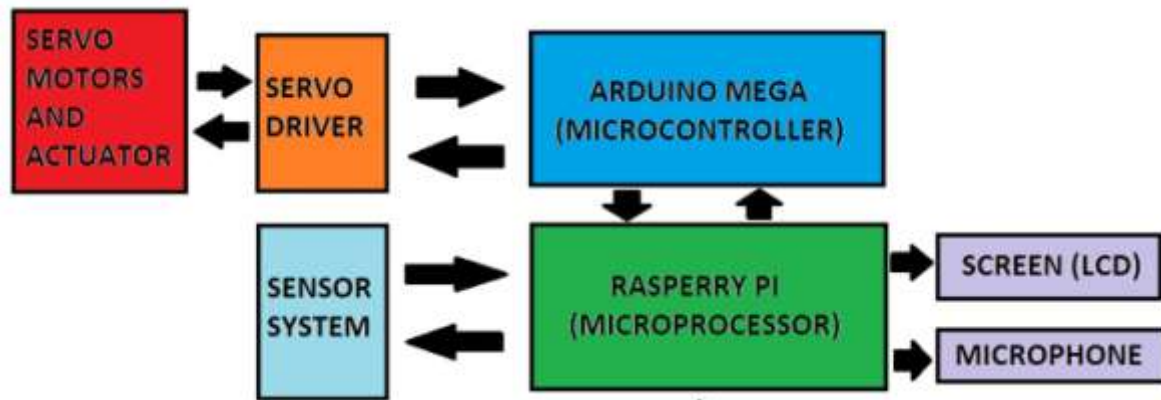 SERVO
MOTORS
AND
ACTUATOR
SERVO
DRIVER
ARDUINO MEGA
(MICROCONTROLLER)
SENSOR
SYSTEM
RASPERRY PI
(MICROPROCESSOR)
SCREEN (LCD)
MICROPHONE